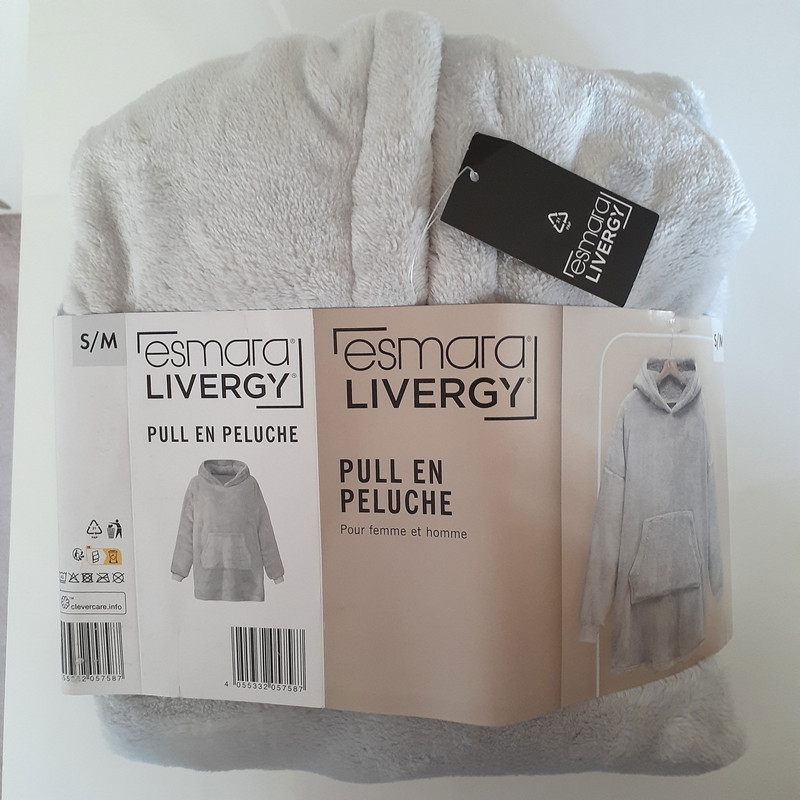 esmara
LIVERGY
S/M
esmara®
LIVERGY®
PULL EN PELUCHE
clevercare.info
4 055332 057587
esmara®
LIVERGY®
PULL EN
PELUCHE
Pour femme et homme